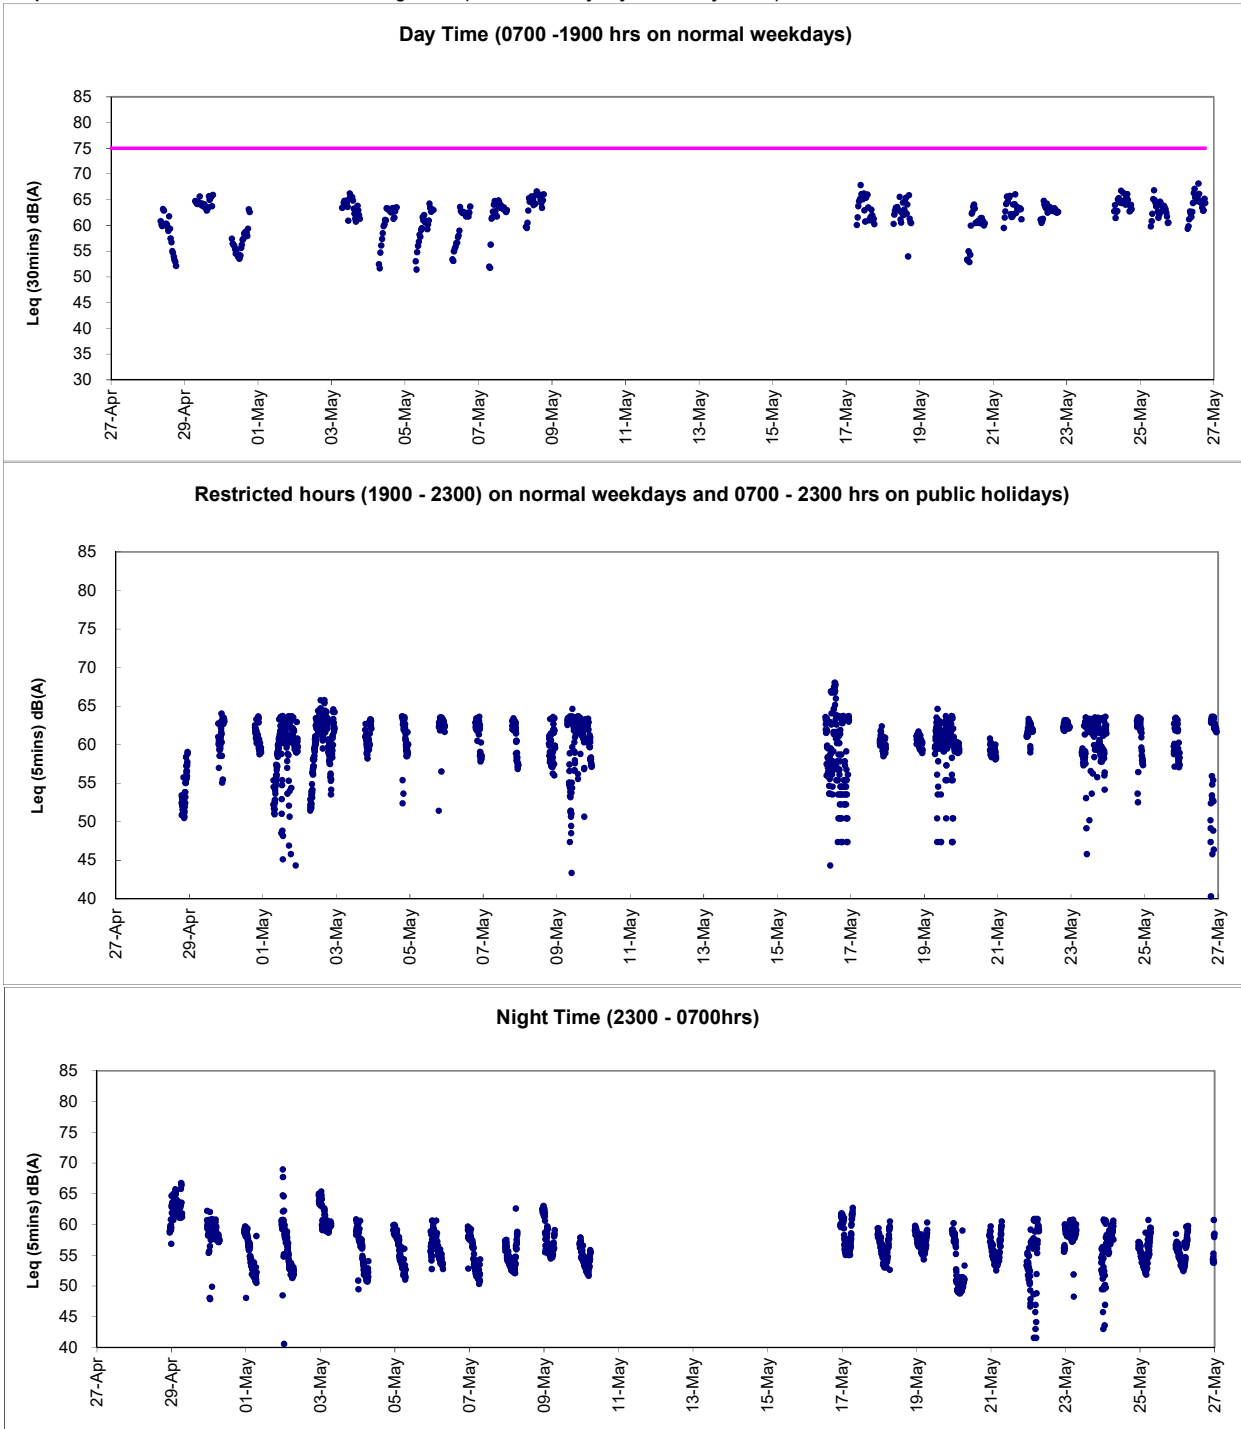 Day Time (0700 -1900 hrs on normal weekdays)
85
80
75
70
65
60
55
50
45
40
35
30
Leq (30mins) dB(A)
27-Apr
29-Apr
01-May
03-May
05-May
07-May
09-May
11-May
13-May
15-May
17-May
19-May
21-May
23-May
25-May
27-May
Restricted hours (1900 - 2300) on normal weekdays and 0700 - 2300 hrs on public holidays)
85
80
75
70
65
60
55
50
45
40
Leq (5mins) dB(A)
27-Apr
29-Apr
01-May
03-May
05-May
07-May
09-May
11-May
13-May
15-May
17-May
19-May
21-May
23-May
25-May
27-May
Night Time (2300 - 0700hrs)
85
80
75
70
65
60
55
50
45
40
Leq (5mins) dB(A)
27-Apr
29-Apr
01-May
03-May
05-May
07-May
09-May
11-May
13-May
15-May
17-May
19-May
21-May
23-May
25-May
27-May